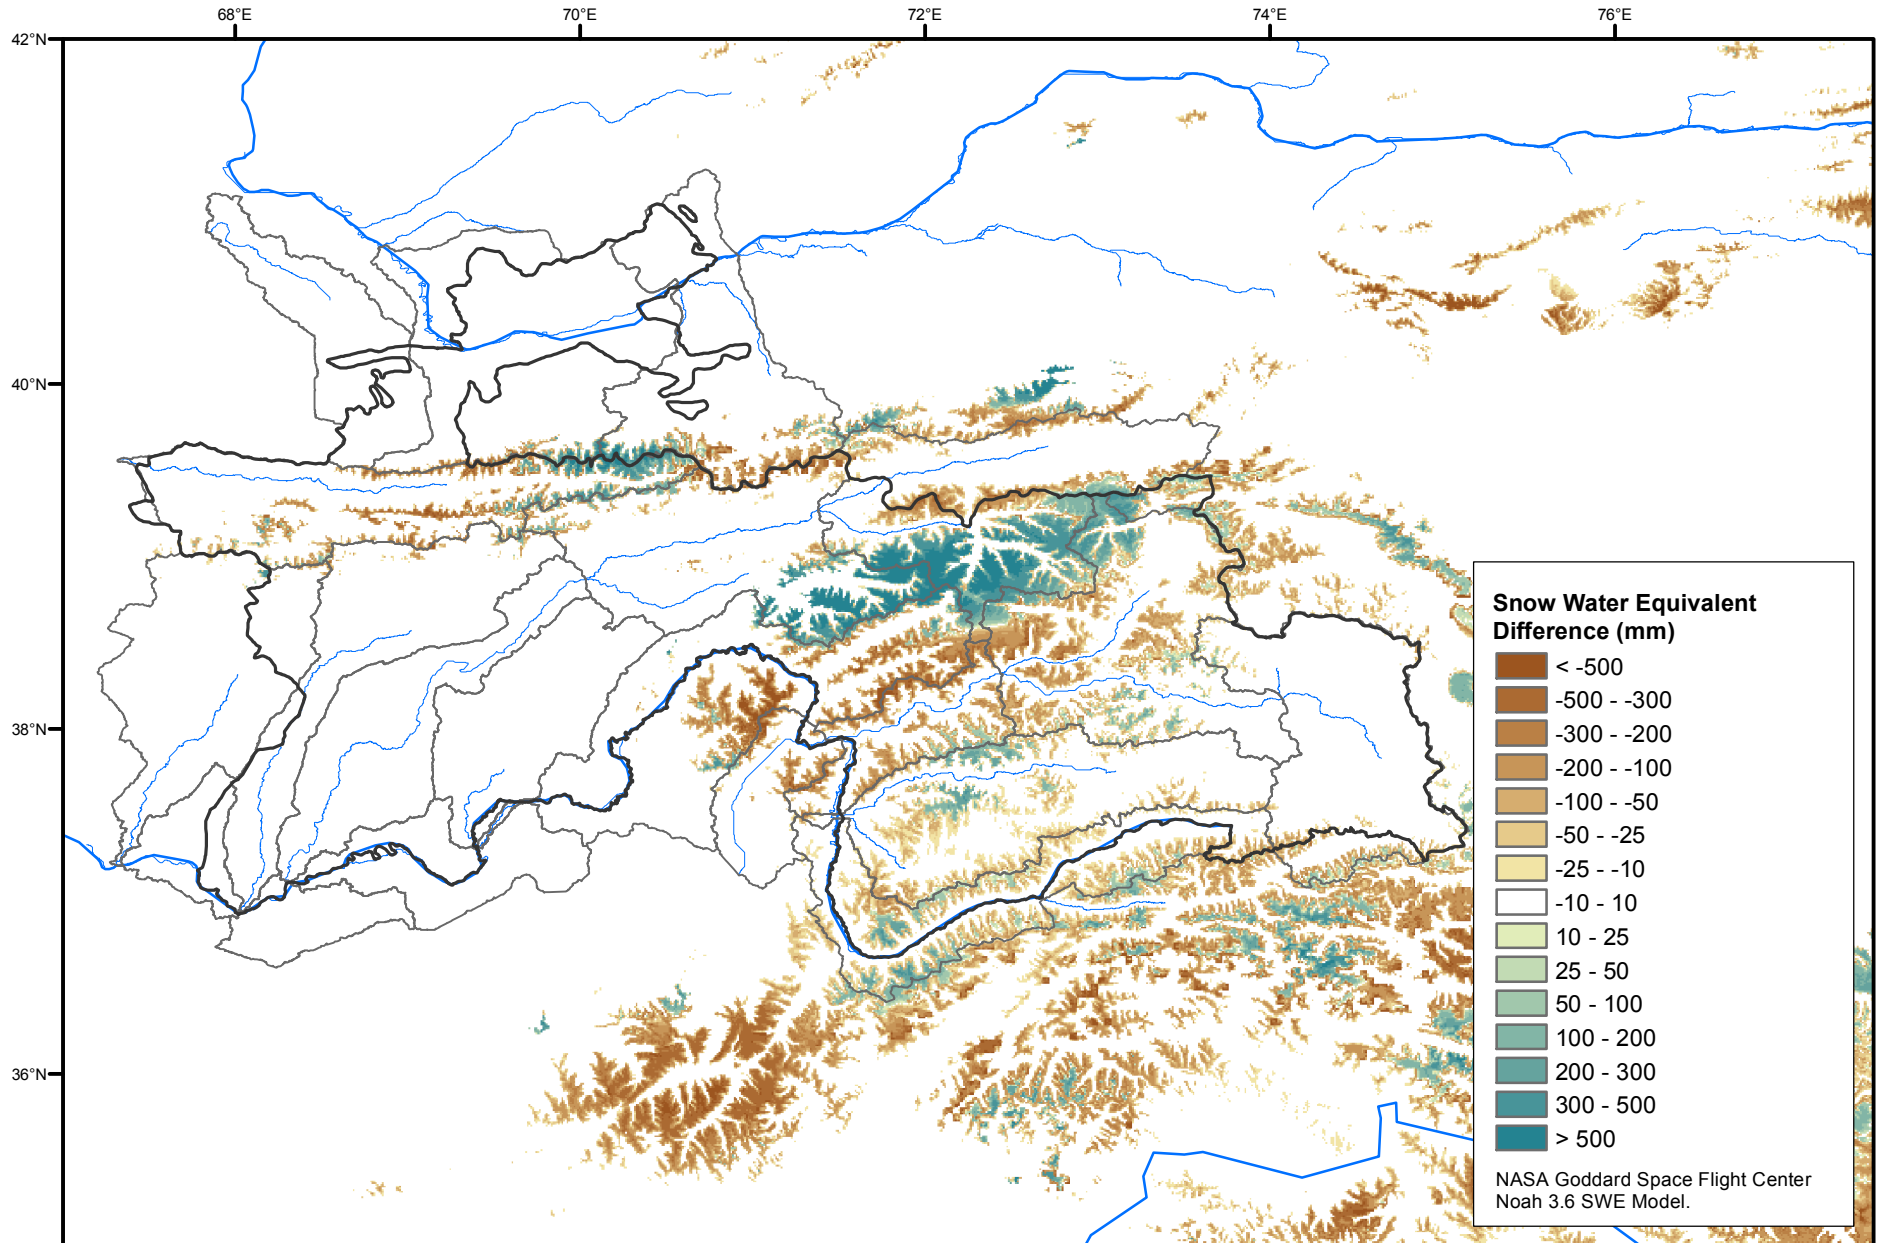 68°E
70°E
72°E
74°E
76°E
42°N
40°N
38°N
36°N
Snow Water Equivalent
Difference (mm)
< -500
-500 - -300
-300 - -200
-200 - -100
-100 - -50
-50 - -25
-25 - -10
-10 - 10
10 - 25
25 - 50
50 - 100
100 - 200
200 - 300
300 - 500
> 500
NASA Goddard Space Flight Center
Noah 3.6 SWE Model.